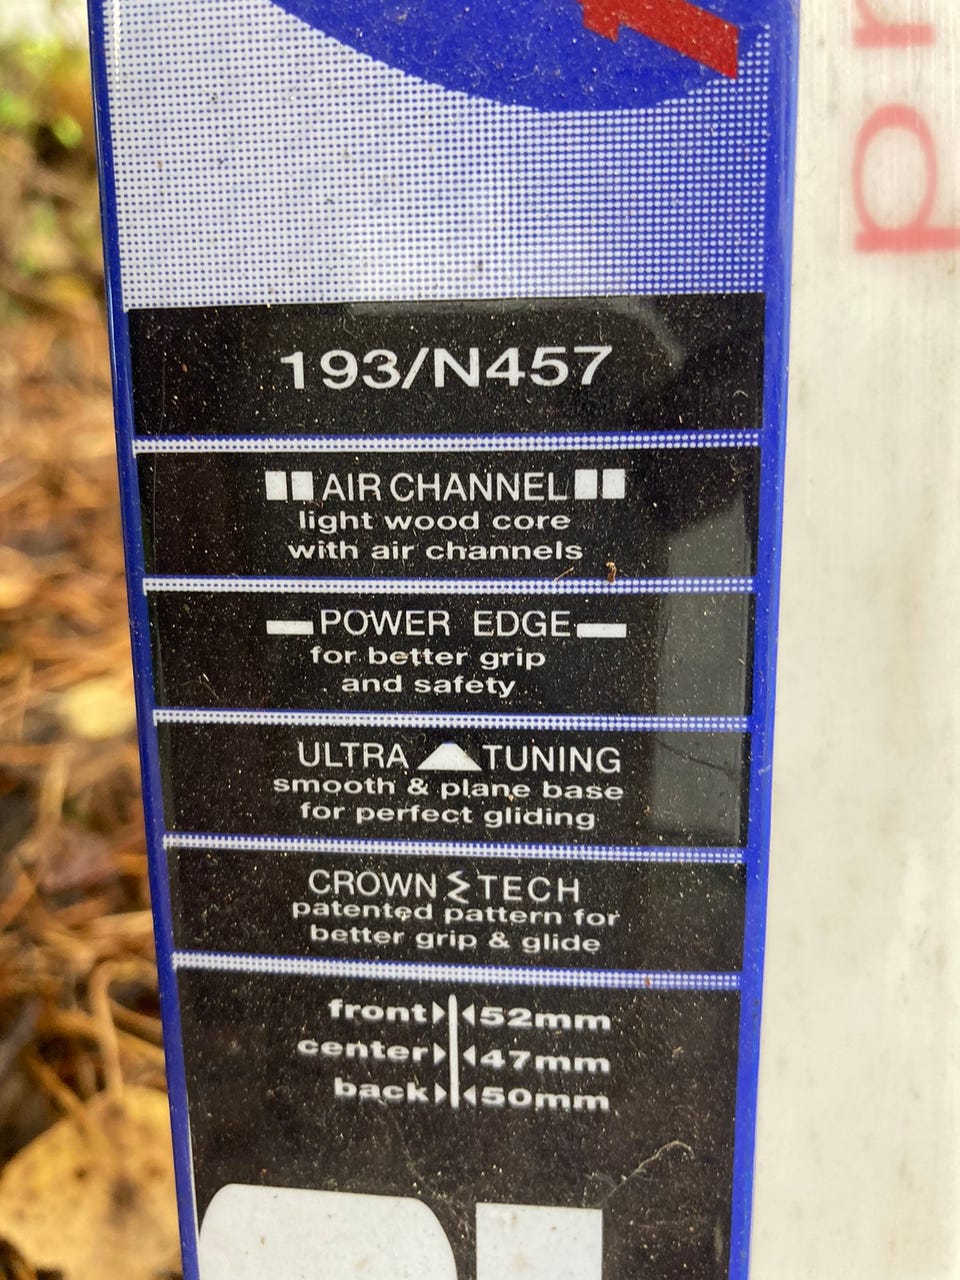 193/N457
AIR CHANNEL
light wood core
with air channels
POWER EDGE
for better grip
and safety
ULTRA TUNING
smooth & plane base
for perfect gliding
CROWN TECH
patented pattern for
better grip & glide
front 52mm
center 47mm
back 50mm
pr